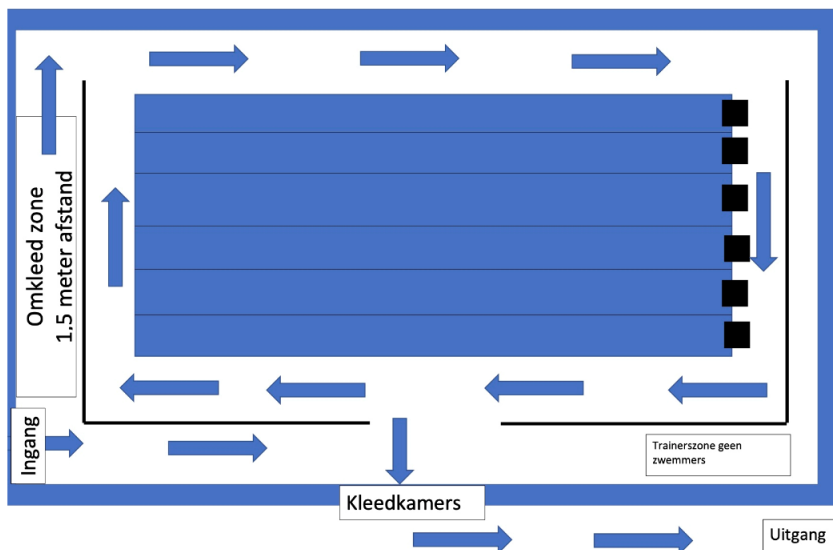 Omkleed zone
1.5 meter afstand
Ingang
Trainerszone geen
zwemmers
Kleedkamers
Uitgang